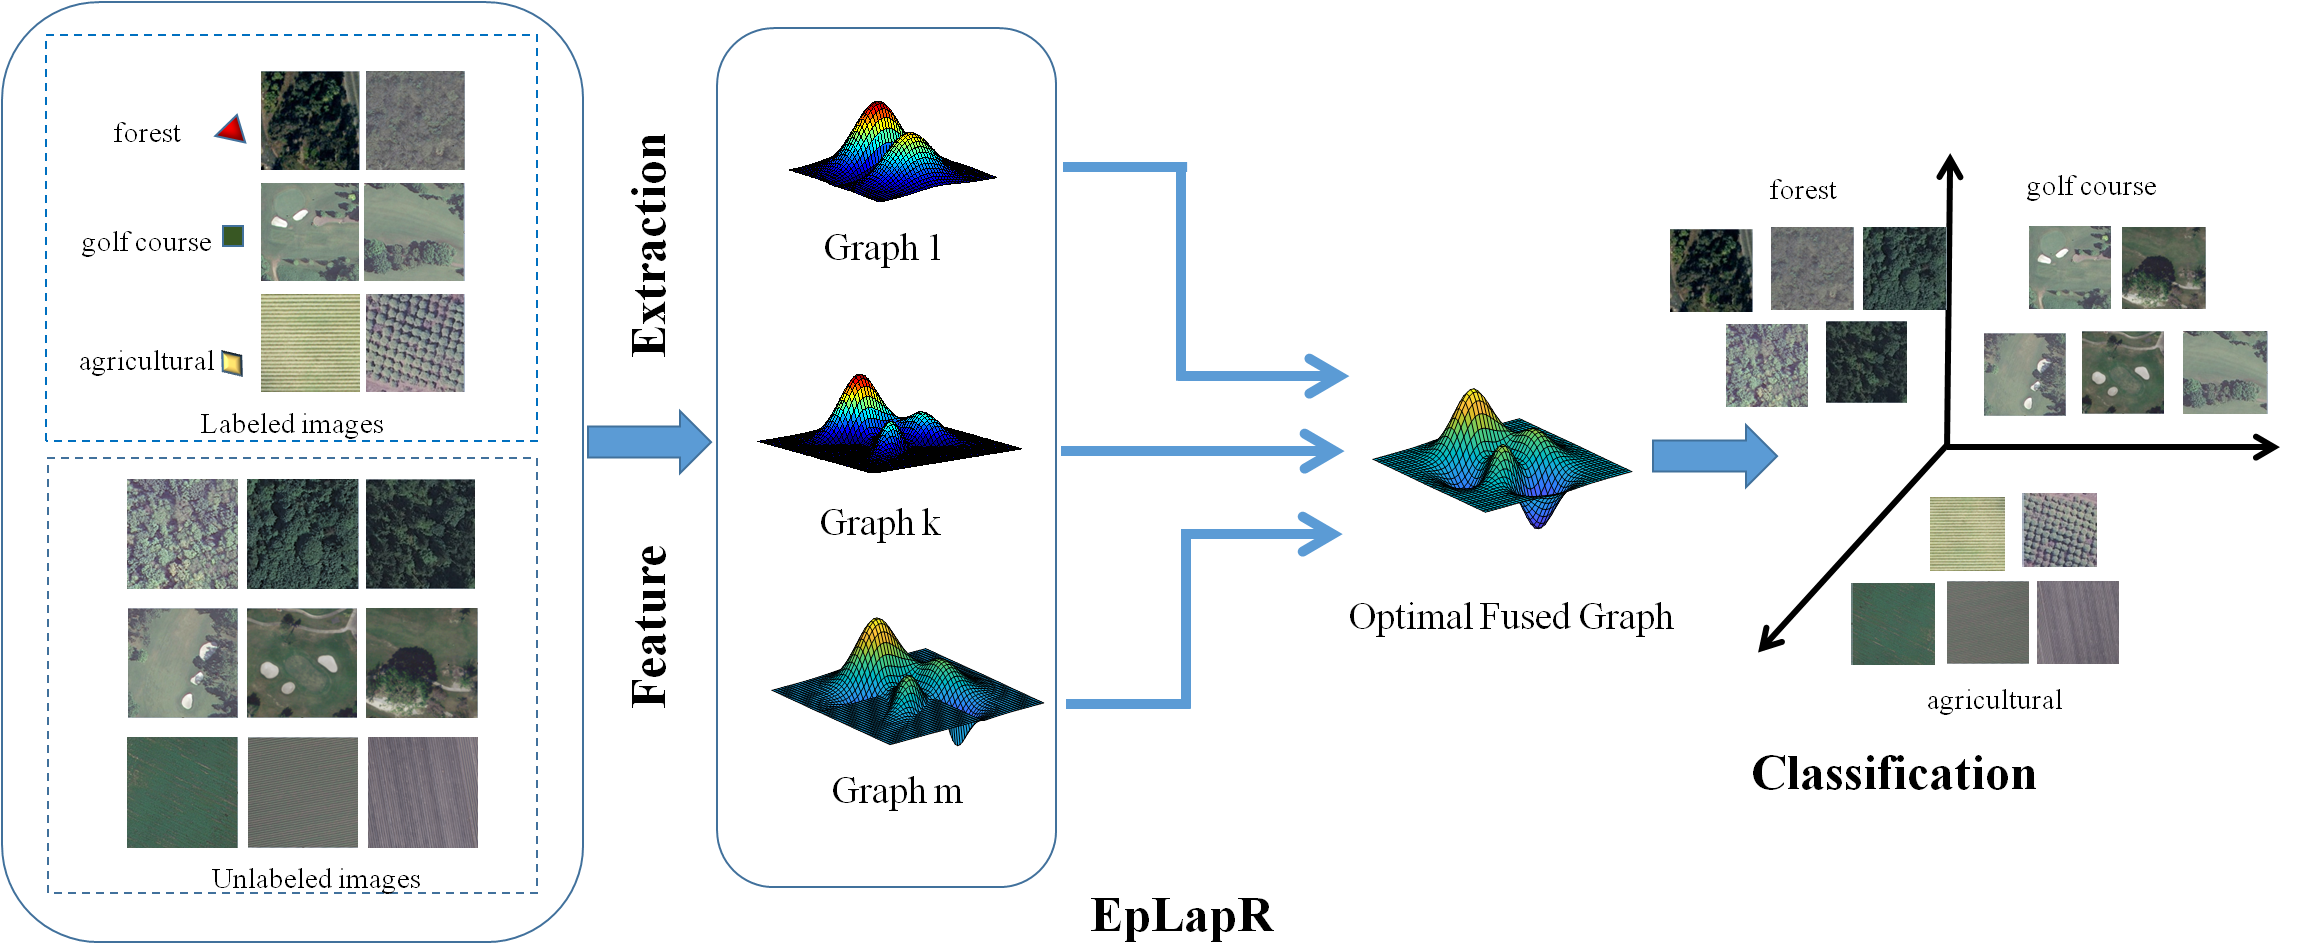 forest
golf course
agricultural
Labeled images
Unlabeled images
Feature Extraction
Graph 1
Graph k
Graph m
EpLapR
Optimal Fused Graph
forest
golf course
agricultural
Classification